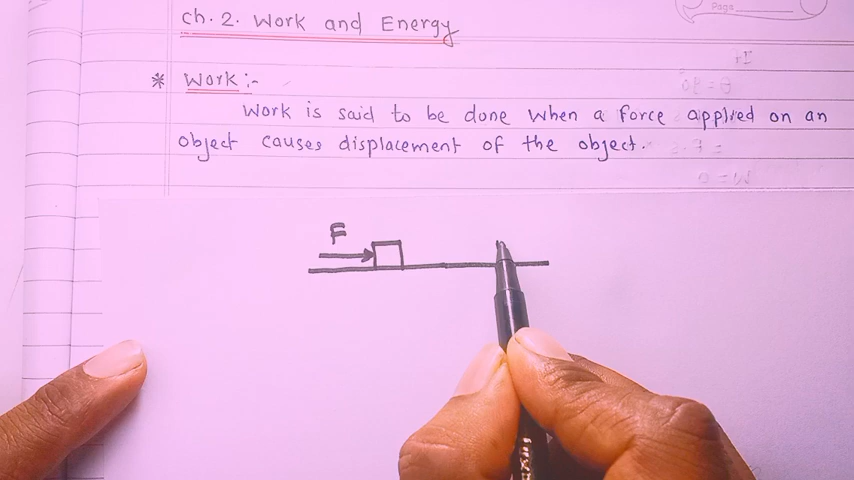 Ch. 2. Work and Energy
* Work :-
Work is said to be done when a force applied on an
object causes displacement of the object.
F